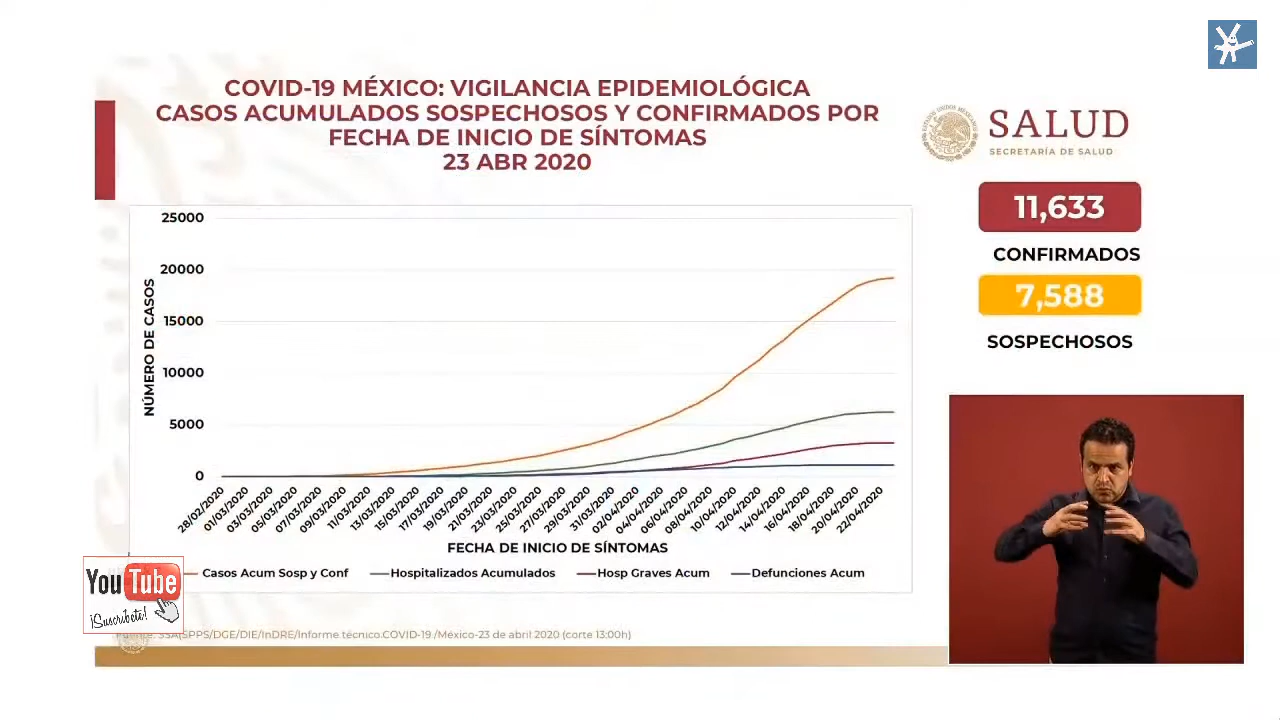 COVID-19 MÉXICO: VIGILANCIA EPIDEMIOLÓGICA
CASOS ACUMULADOS SOSPECHOSOS Y CONFIRMADOS POR
FECHA DE INICIO DE SÍNTOMAS
23 ABR 2020
ESTADOS UNIDOS MEXICANOS
SALUD
SECRETARÍA DE SALUD
11,633
CONFIRMADOS
7,588
SOSPECHOSOS
NÚMERO DE CASOS
25000
20000
15000
10000
5000
0
28/02/2020
01/03/2020
03/03/2020
05/03/2020
07/03/2020
09/03/2020
11/03/2020
13/03/2020
15/03/2020
17/03/2020
19/03/2020
21/03/2020
23/03/2020
25/03/2020
27/03/2020
29/03/2020
31/03/2020
02/04/2020
04/04/2020
06/04/2020
08/04/2020
10/04/2020
12/04/2020
14/04/2020
16/04/2020
18/04/2020
20/04/2020
22/04/2020
FECHA DE INICIO DE SÍNTOMAS
Casos Acum Sosp y Conf
Hospitalizados Acumulados
Hosp Graves Acum
Defunciones Acum
YouTube
¡Suscríbete!
Fuente: SSA(SPPS/DGE/DIE/InDRE/Informe técnico.COVID-19 /México-23 de abril 2020 (corte 13:00h)